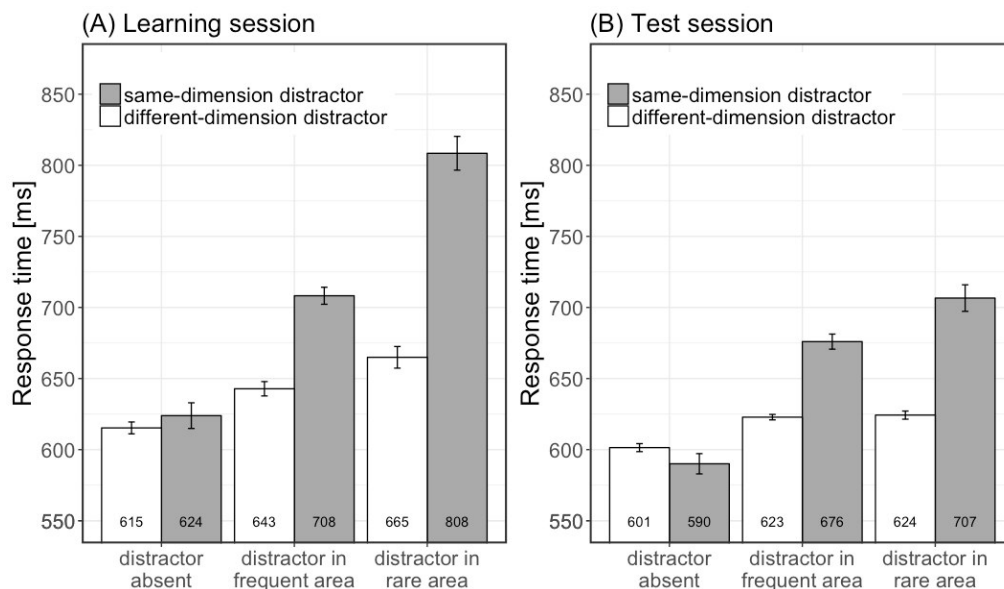 (A) Learning session
same-dimension distractor
different-dimension distractor
Response time [ms]
850
800
750
700
650
600
550
615 624 643 708 665 808
distractor absent
distractor in frequent area
distractor in rare area
(B) Test session
same-dimension distractor
different-dimension distractor
Response time [ms]
850
800
750
700
650
600
550
601 590 623 676 624 707
distractor absent
distractor in frequent area
distractor in rare area